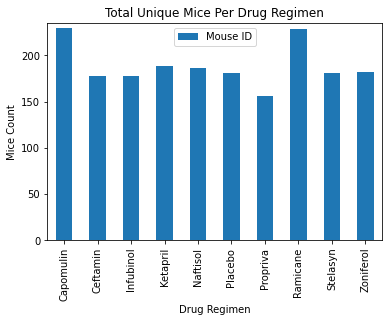 Total Unique Mice Per Drug Regimen
Mouse ID
Mice Count
200
150
100
50
0
Capomulin
Ceftamin
Infubinol
Ketapril
Naftisol
Placebo
Propriva
Ramicane
Stelasyn
Zoniferol
Drug Regimen